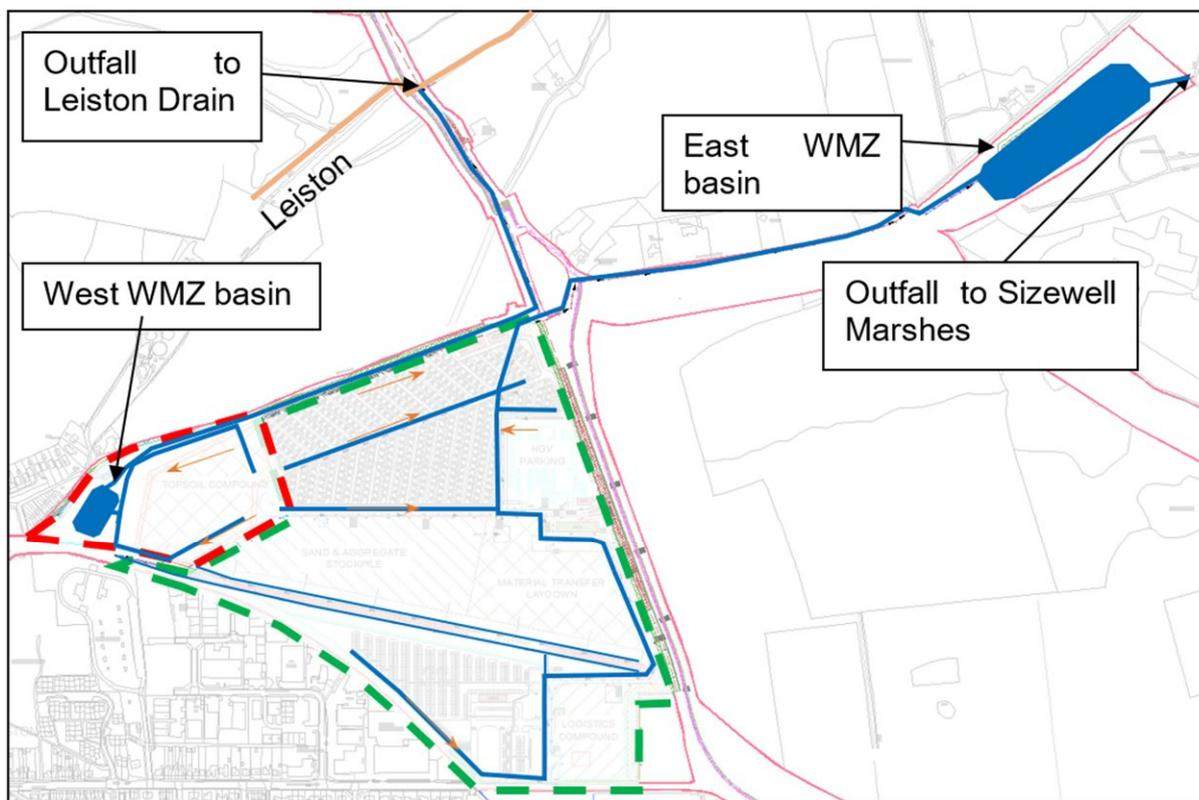 Outfall to
Leiston Drain
East WMZ
basin
Leiston
West WMZ basin
Outfall to Sizewell
Marshes
HGV
PARKING
TOPSOIL COMPOUND
SAND & AGGREGATE
STOCKPILE
MATERIAL TRANSFER
LAYDOWN
LOGISTICS
COMPOUND